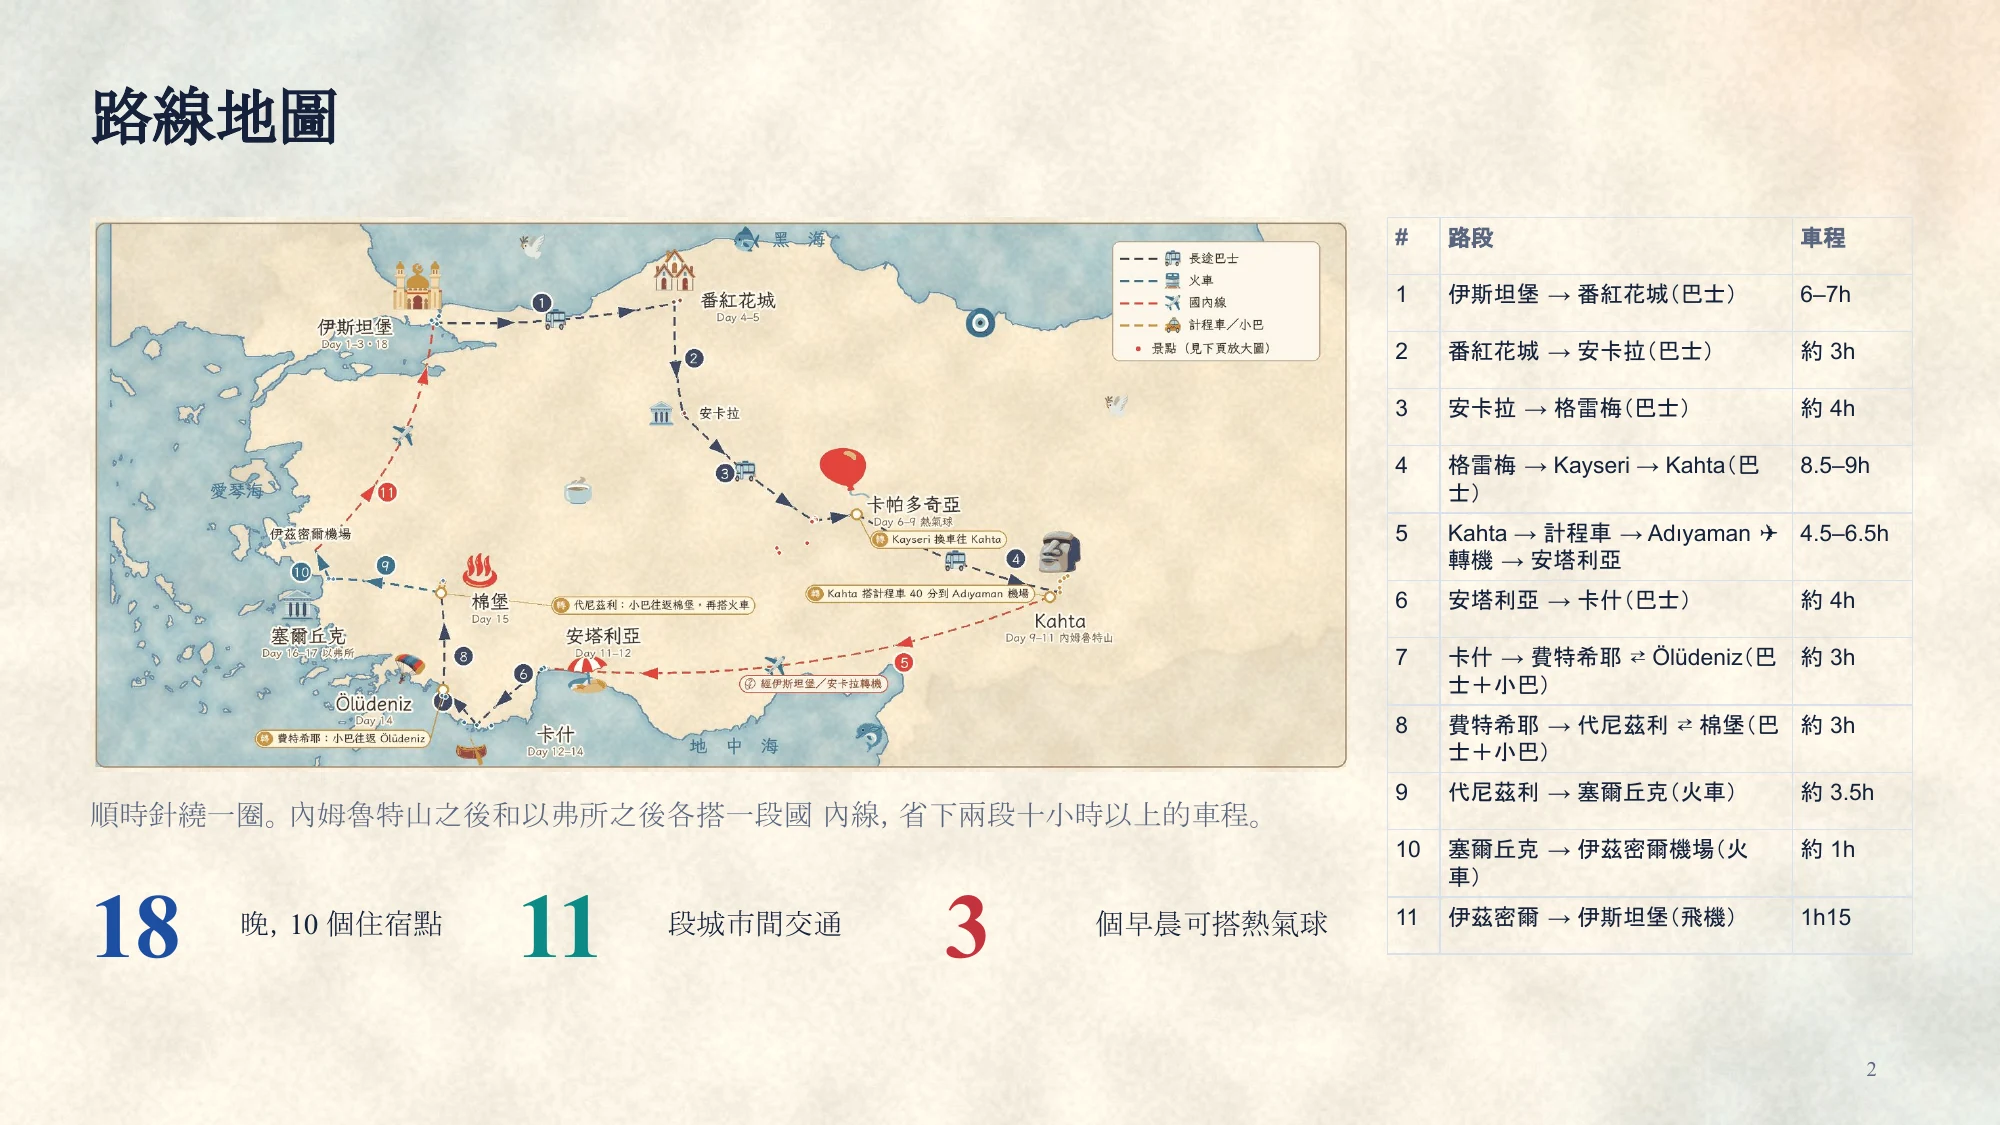 路線地圖
黑 海
長途巴士
火車
國內線
計程車／小巴
景點（見下頁放大圖）
伊斯坦堡
Day 1–3・18
1
番紅花城
Day 4–5
2
安卡拉
3
愛琴海
11
伊茲密爾機場
卡帕多奇亞
Day 6–9 熱氣球
轉 Kayseri 換車往 Kahta
4
10
9
棉堡
Day 15
轉 代尼茲利：小巴往返棉堡，再搭火車
轉 Kahta 搭計程車 40 分到 Adıyaman 機場
Kahta
Day 9–11 內姆魯特山
塞爾丘克
Day 16–17 以弗所
安塔利亞
Day 11–12
8
6
5
經伊斯坦堡／安卡拉轉機
Ölüdeniz
Day 14
7
轉 費特希耶：小巴往返 Ölüdeniz
卡什
Day 12–14
地 中 海
順時針繞一圈。內姆魯特山之後和以弗所之後各搭一段國 內線, 省下兩段十小時以上的車程。
18 晚, 10 個住宿點
11 段城市間交通
3 個早晨可搭熱氣球
# 路段 車程
1 伊斯坦堡 → 番紅花城（巴士） 6–7h
2 番紅花城 → 安卡拉（巴士） 約 3h
3 安卡拉 → 格雷梅（巴士） 約 4h
4 格雷梅 → Kayseri → Kahta（巴 8.5–9h
士）
5 Kahta → 計程車 → Adıyaman ✈ 4.5–6.5h
轉機 → 安塔利亞
6 安塔利亞 → 卡什（巴士） 約 4h
7 卡什 → 費特希耶 ⇄ Ölüdeniz（巴 約 3h
士＋小巴）
8 費特希耶 → 代尼茲利 ⇄ 棉堡（巴 約 3h
士＋小巴）
9 代尼茲利 → 塞爾丘克（火車） 約 3.5h
10 塞爾丘克 → 伊茲密爾機場（火 約 1h
車）
11 伊茲密爾 → 伊斯坦堡（飛機） 1h15
2